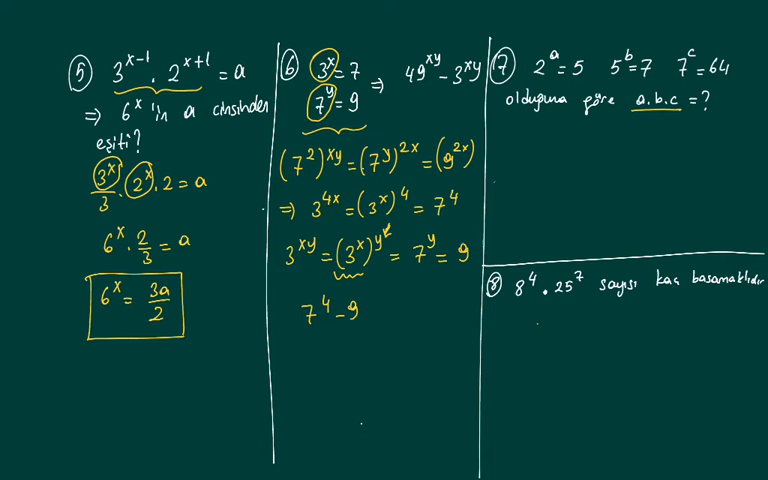 5 3^(x-1) . 2^(x+1) = a
⇒ 6^x 'in a cinsinden
eşiti?
3^x/3 . 2^x . 2 = a
6^x . 2/3 = a
6^x = 3a/2
6 3^x = 7 ⇒ 49^(xy) - 3^(xy)
7^y = 9
(7^2)^(xy) = (7^y)^(2x) = (9^(2x))
⇒ 3^(4x) = (3^x)^4 = 7^4
3^(xy) = (3^x)^y = 7^y = 9
7^4 - 9
7 2^a = 5 5^b = 7 7^c = 64
olduğuna göre a.b.c = ?
8 8^4 . 25^7 sayısı kaç basamaklıdır